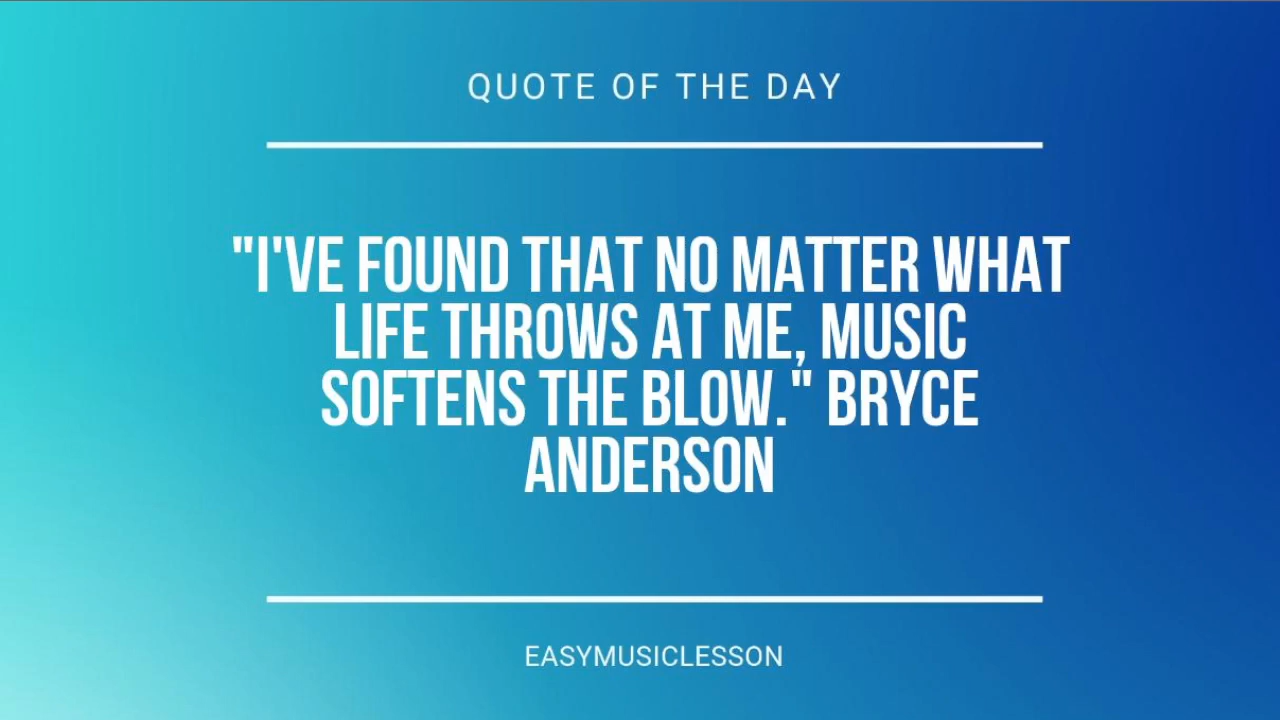 QUOTE OF THE DAY
"I'VE FOUND THAT NO MATTER WHAT
LIFE THROWS AT ME, MUSIC
SOFTENS THE BLOW." BRYCE
ANDERSON
EASYMUSICLESSON